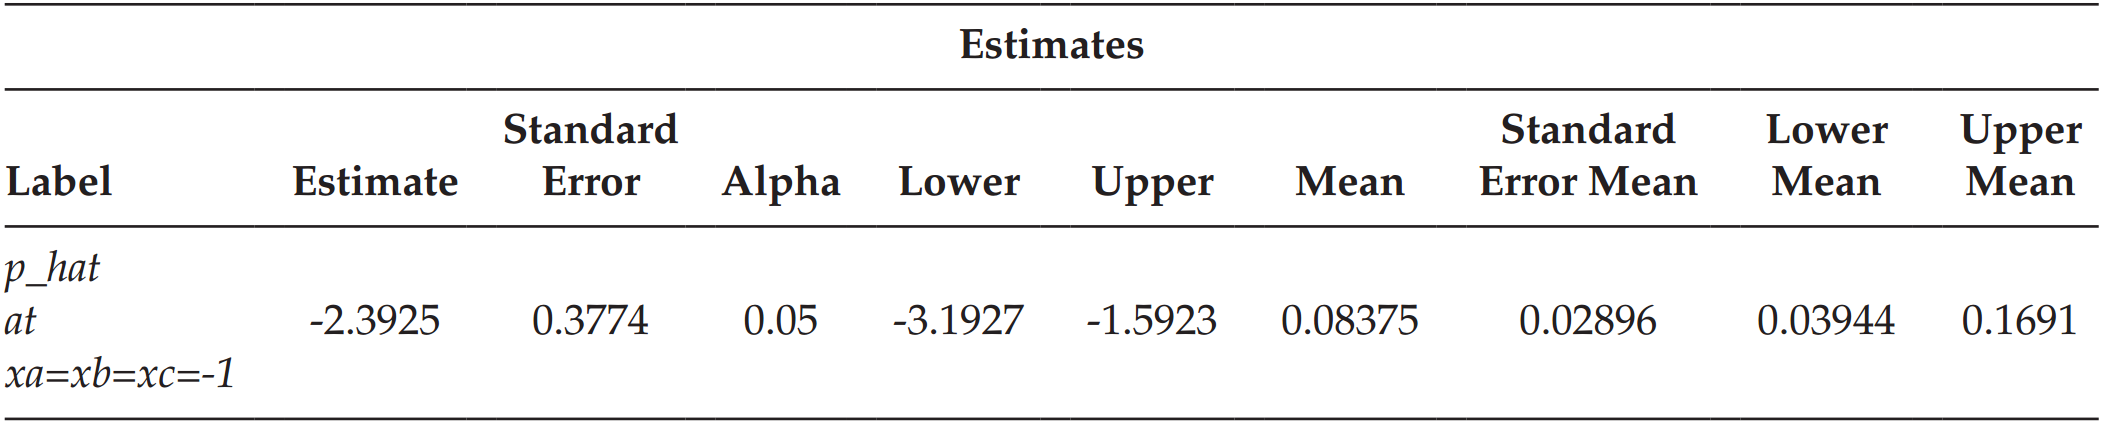 Estimates
Standard Standard Lower Upper
Label Estimate Error Alpha Lower Upper Mean Error Mean Mean Mean
p_hat
at -2.3925 0.3774 0.05 -3.1927 -1.5923 0.08375 0.02896 0.03944 0.1691
xa=xb=xc=-1